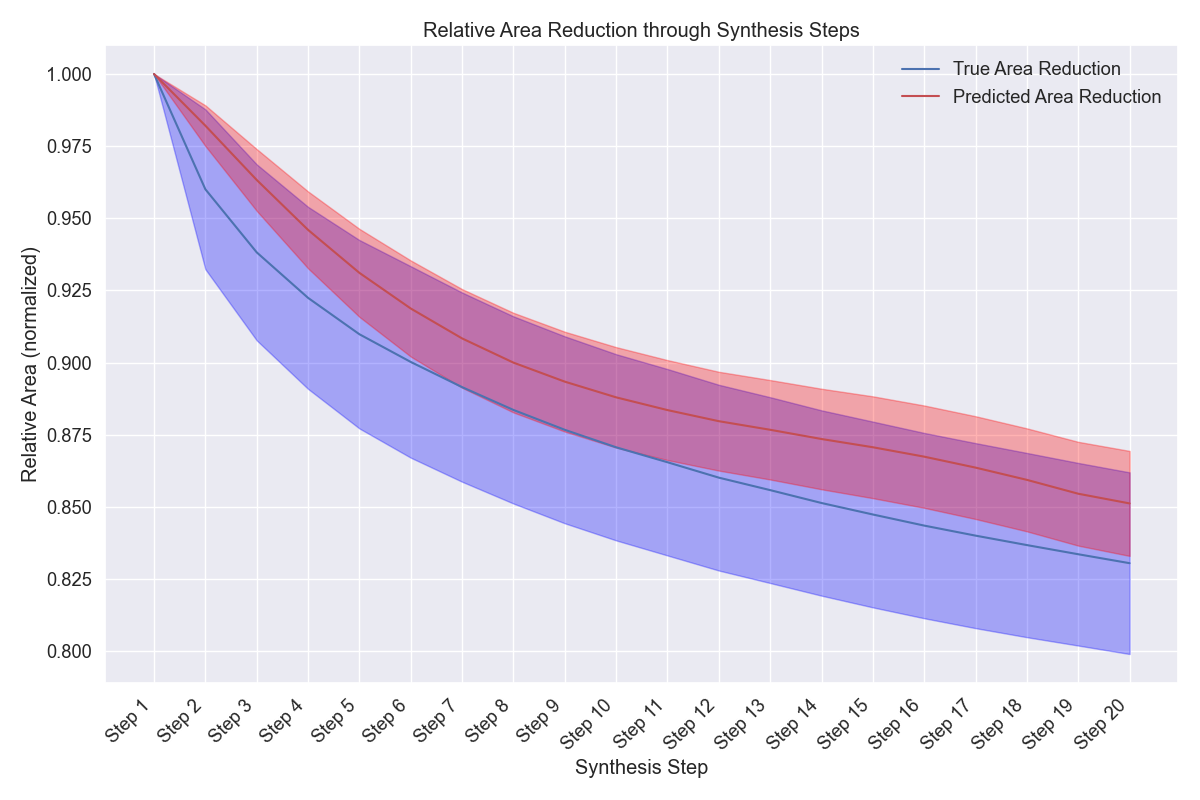 Relative Area Reduction through Synthesis Steps
True Area Reduction
Predicted Area Reduction
Relative Area (normalized)
1.000
0.975
0.950
0.925
0.900
0.875
0.850
0.825
0.800
Step 1
Step 2
Step 3
Step 4
Step 5
Step 6
Step 7
Step 8
Step 9
Step 10
Step 11
Step 12
Step 13
Step 14
Step 15
Step 16
Step 17
Step 18
Step 19
Step 20
Synthesis Step